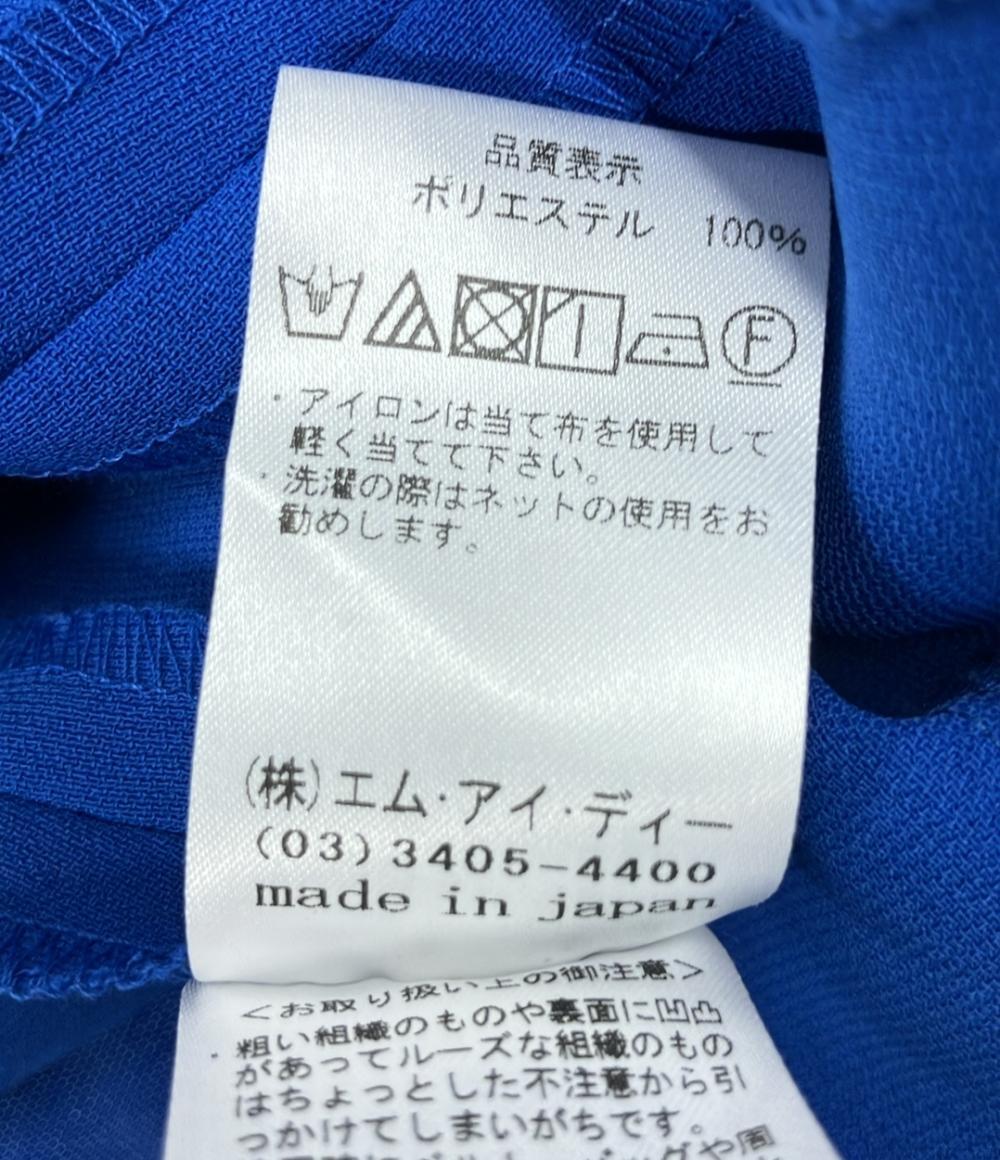 品質表示
ポリエステル 100%
F
・アイロンは当て布を使用して
軽く当てて下さい。
・洗濯の際はネットの使用をお
勧めします。
(株)エム・アイ・ディー
(03)3405-4400
made in japan
<お取り扱い上の御注意>
・粗い組織のものや裏面に凹凸
があってルーズな組織のもの
はちょっとした不注意から引
っかけてしまいがちです。